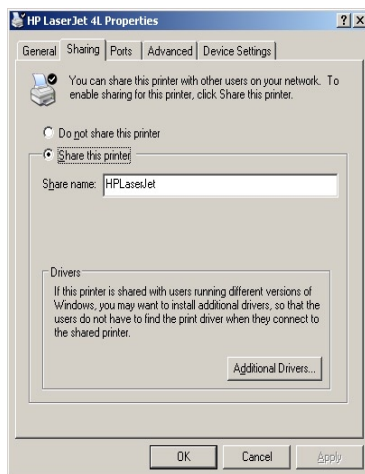 HP LaserJet 4L Properties
General Sharing Ports Advanced Device Settings
You can share this printer with other users on your network. To
enable sharing for this printer, click Share this printer.
Do not share this printer
Share this printer
Share name: HPLaserJet
Drivers
If this printer is shared with users running different versions of
Windows, you may want to install additional drivers, so that the
users do not have to find the print driver when they connect to
the shared printer.
Additional Drivers...
OK Cancel Apply